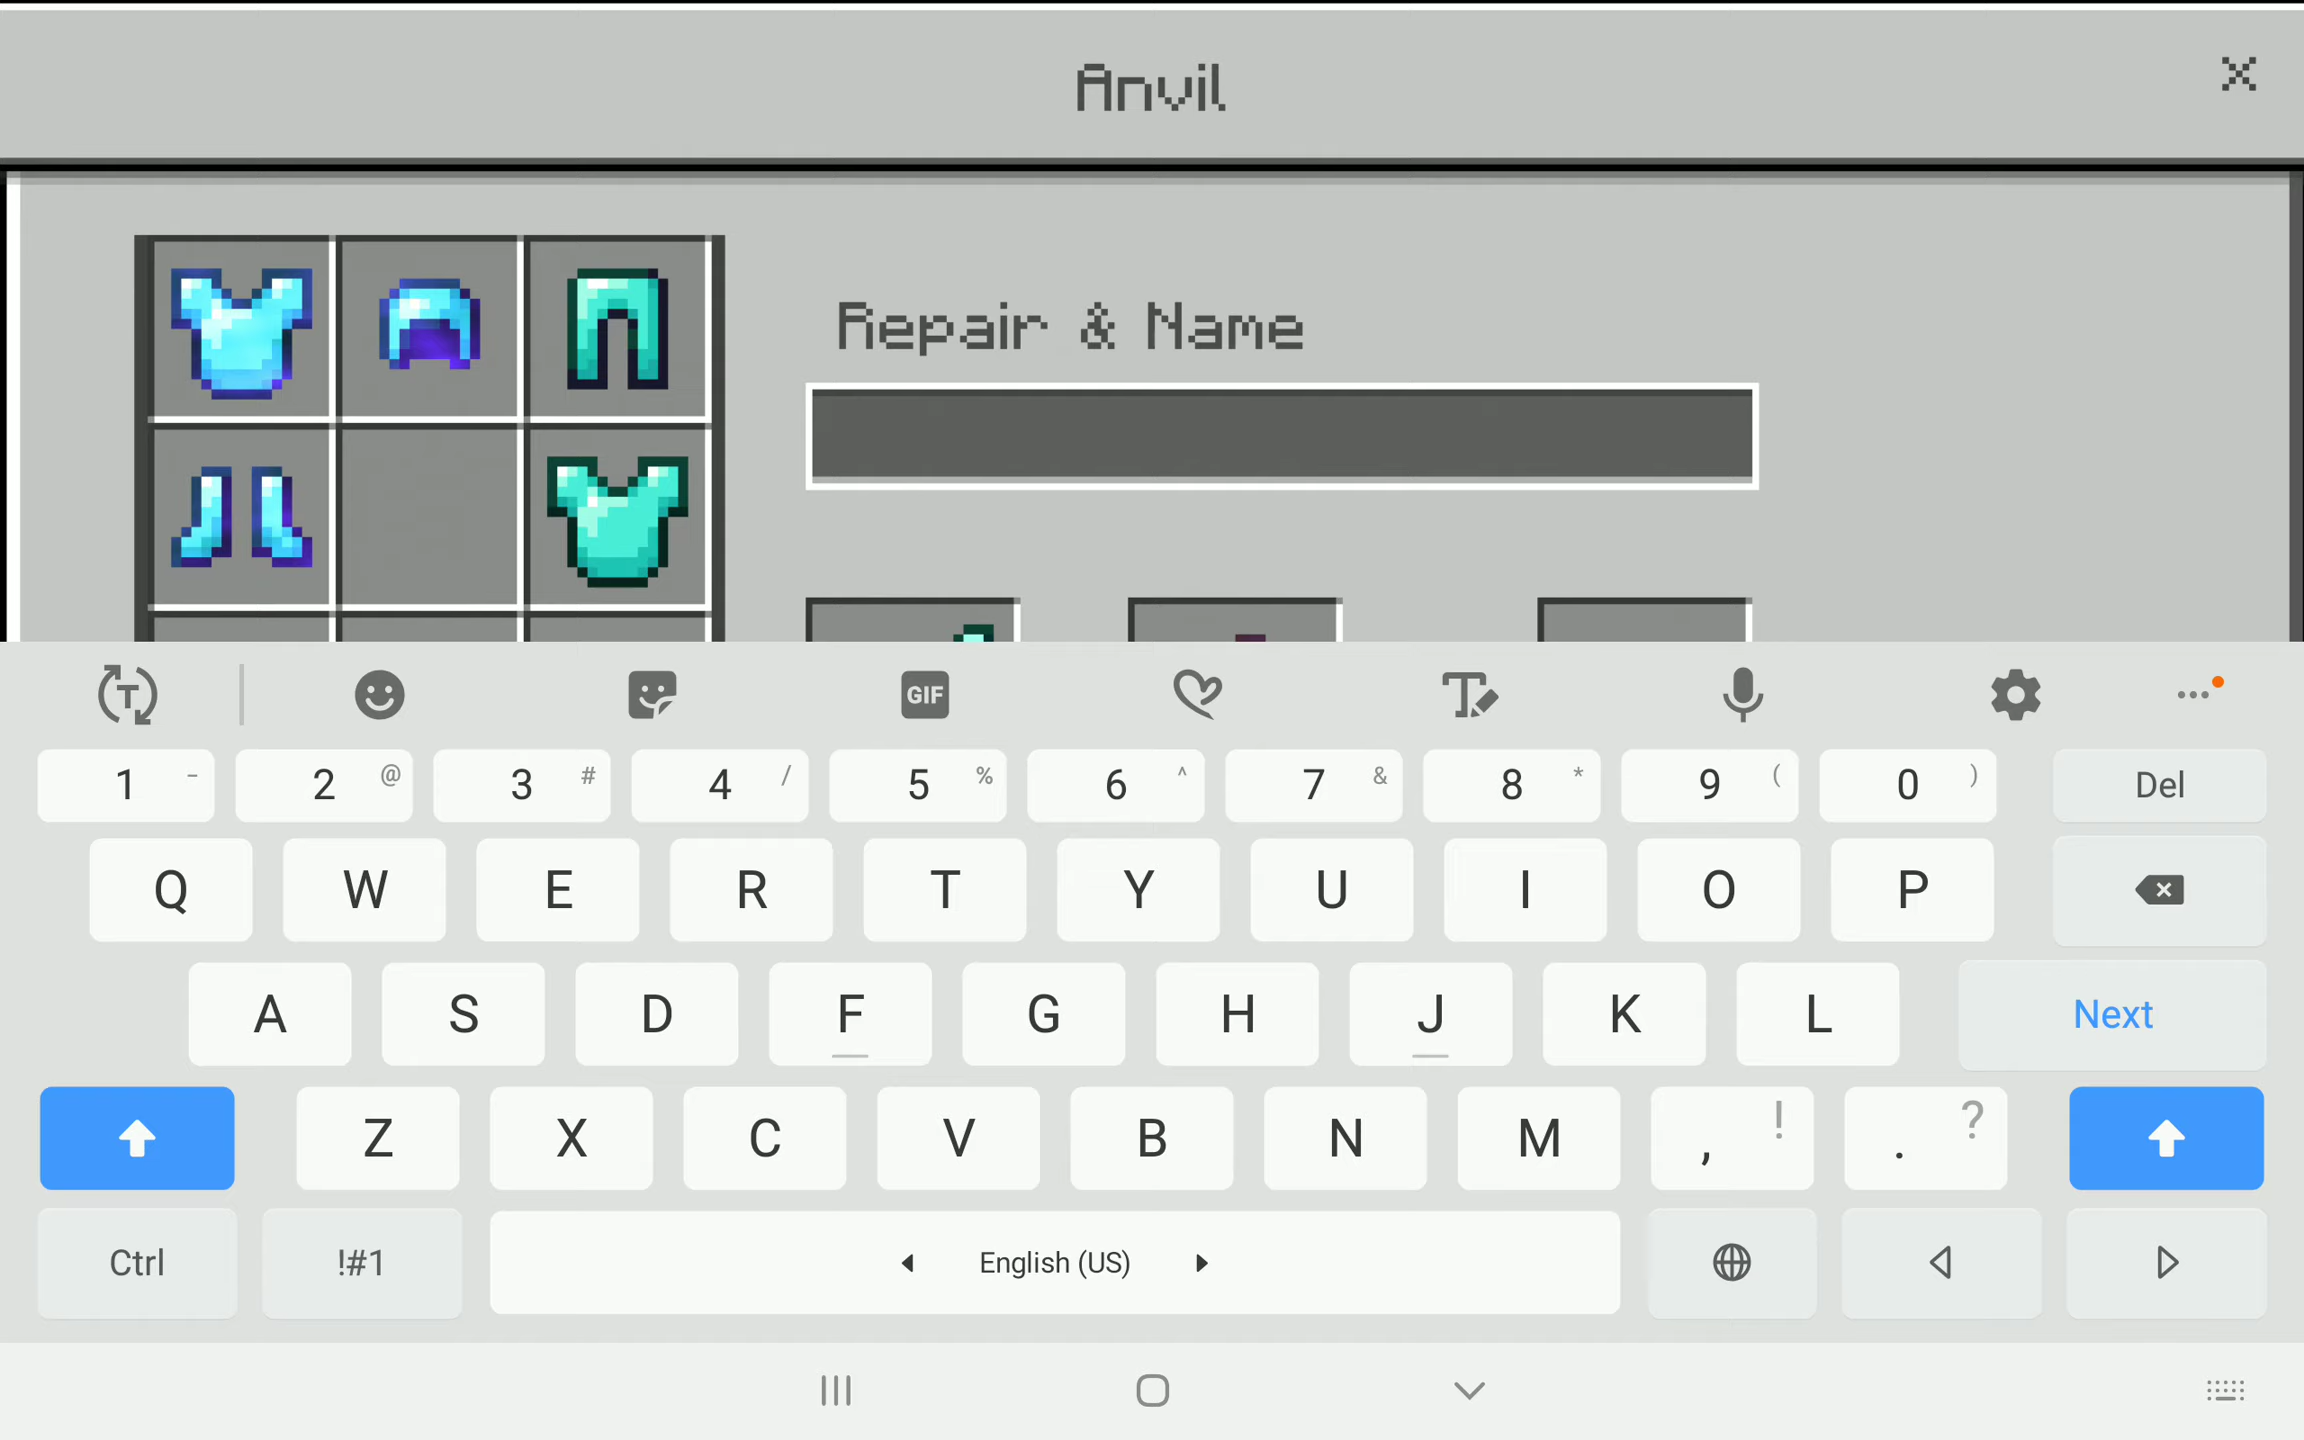 Anvil
Repair & Name
GIF
1 - 2 @ 3 # 4 / 5 % 6 ^ 7 & 8 * 9 ( 0 ) Del
Q W E R T Y U I O P
A S D F G H J K L Next
Z X C V B N M , ! . ?
Ctrl !#1 English (US)